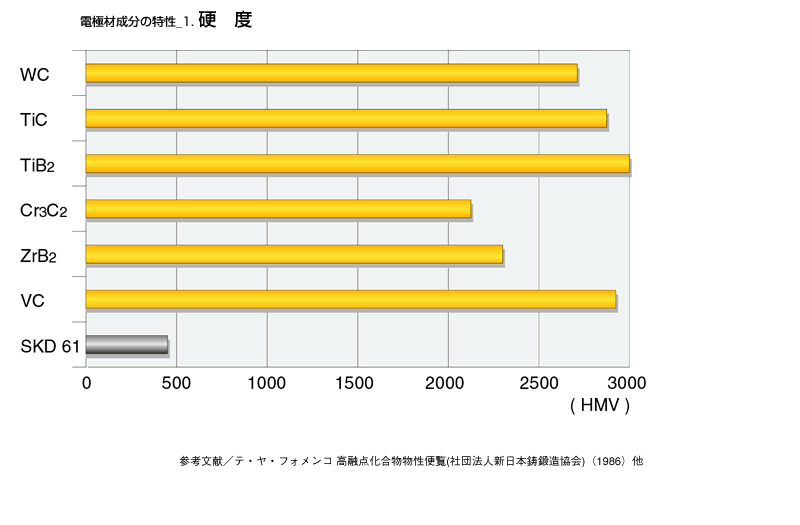 電極材成分の特性_1. 硬　度
WC
TiC
TiB2
Cr3C2
ZrB2
VC
SKD 61
0 500 1000 1500 2000 2500 3000
( HMV )
参考文献／テ・ヤ・フォメンコ 高融点化合物物性便覧(社団法人新日本鋳鍛造協会)（1986）他